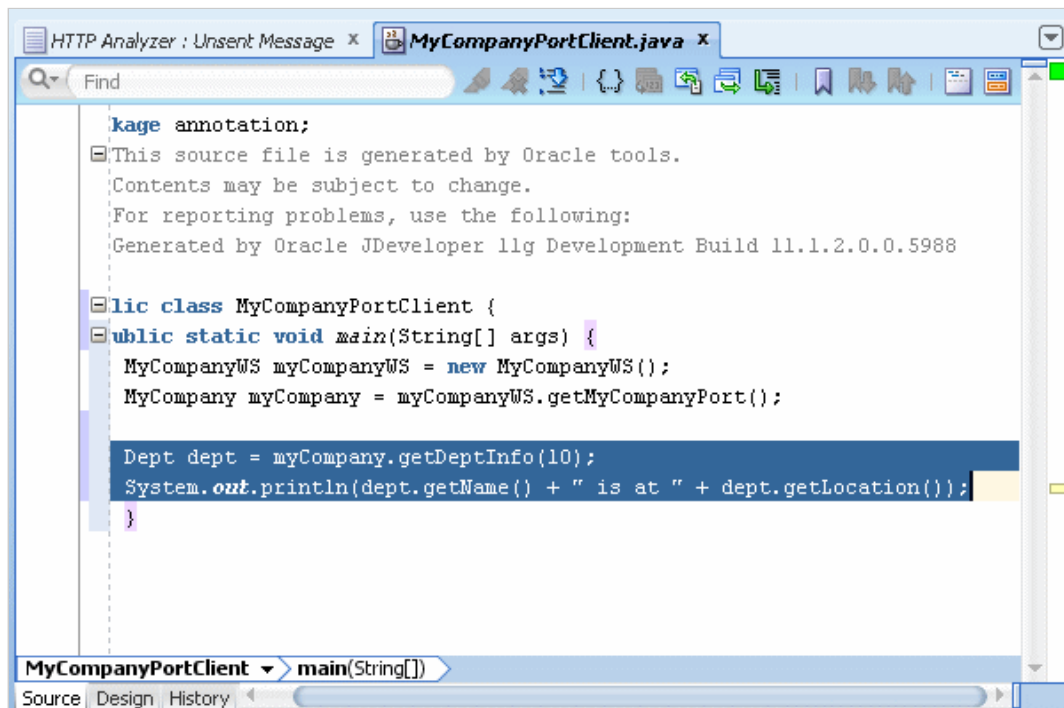 HTTP Analyzer : Unsent Message x MyCompanyPortClient.java x
Find
kage annotation;
This source file is generated by Oracle tools.
Contents may be subject to change.
For reporting problems, use the following:
Generated by Oracle JDeveloper 11g Development Build 11.1.2.0.0.5988
lic class MyCompanyPortClient {
ublic static void main(String[] args) {
MyCompanyWS myCompanyWS = new MyCompanyWS();
MyCompany myCompany = myCompanyWS.getMyCompanyPort();
Dept dept = myCompany.getDeptInfo(10);
System.out.println(dept.getName() + " is at " + dept.getLocation());
}
MyCompanyPortClient main(String[])
Source Design History